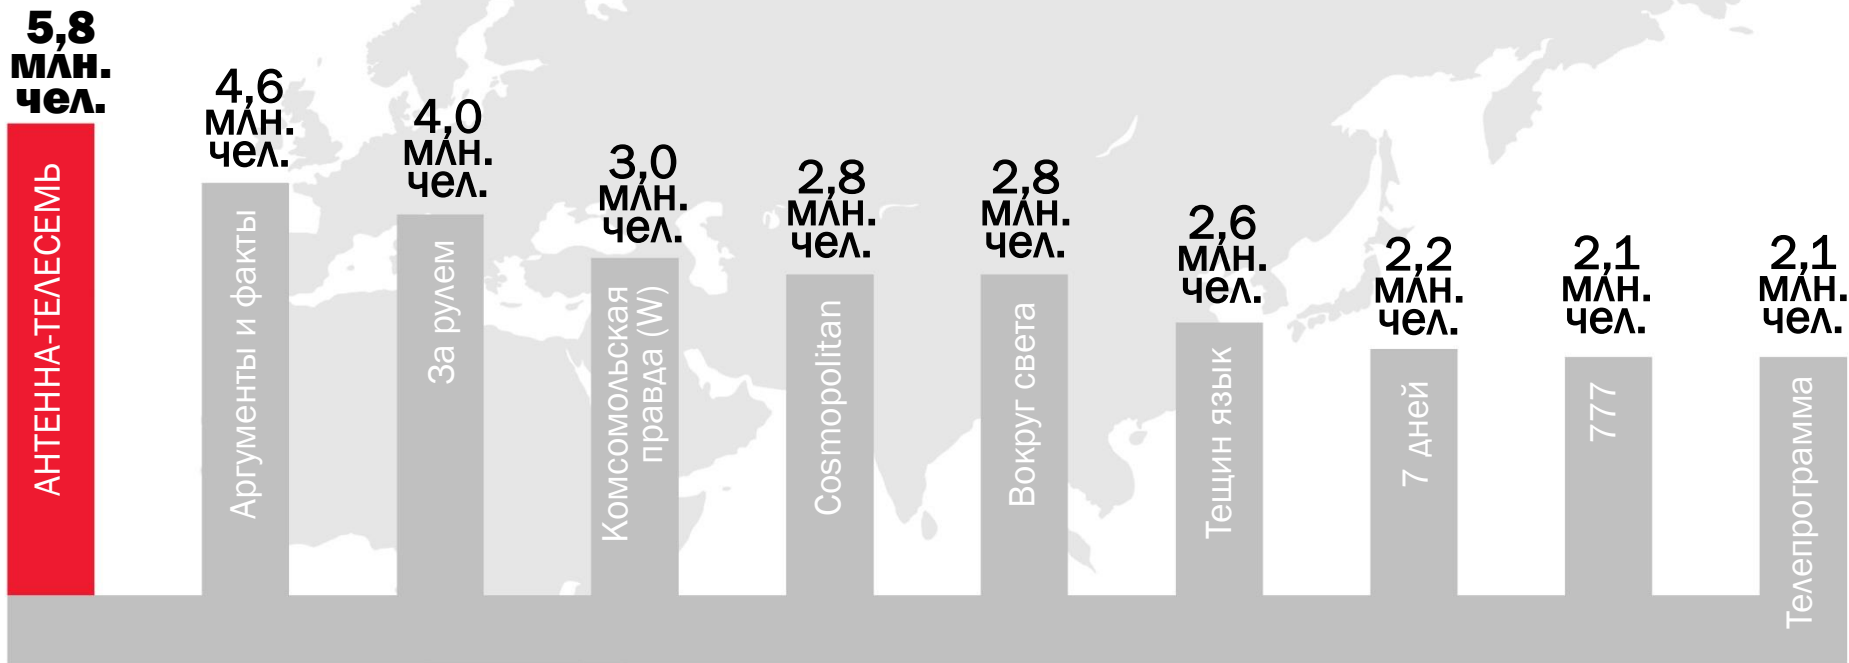 5,8
млн.
чел.
АНТЕННА-ТЕЛЕСЕМЬ
4,6
млн.
чел.
Аргументы и факты
4,0
млн.
чел.
За рулем
3,0
млн.
чел.
Комсомольская
правда (W)
2,8
млн.
чел.
Cosmopolitan
2,8
млн.
чел.
Вокруг света
2,6
млн.
чел.
Тещин язык
2,2
млн.
чел.
7 дней
2,1
млн.
чел.
777
2,1
млн.
чел.
Телепрограмма